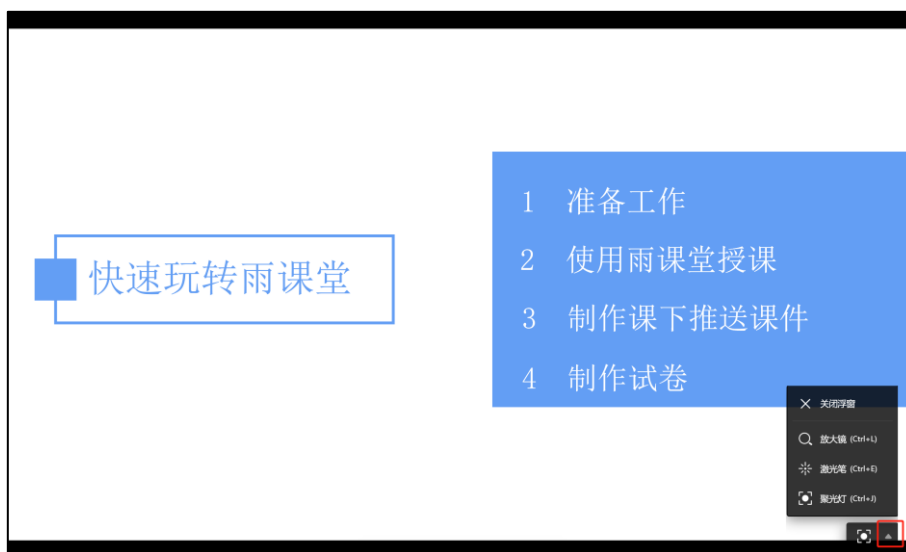 快速玩转雨课堂
1 准备工作
2 使用雨课堂授课
3 制作课下推送课件
4 制作试卷
关闭浮窗
放大镜 (Ctrl+L)
激光笔 (Ctrl+E)
聚光灯 (Ctrl+J)